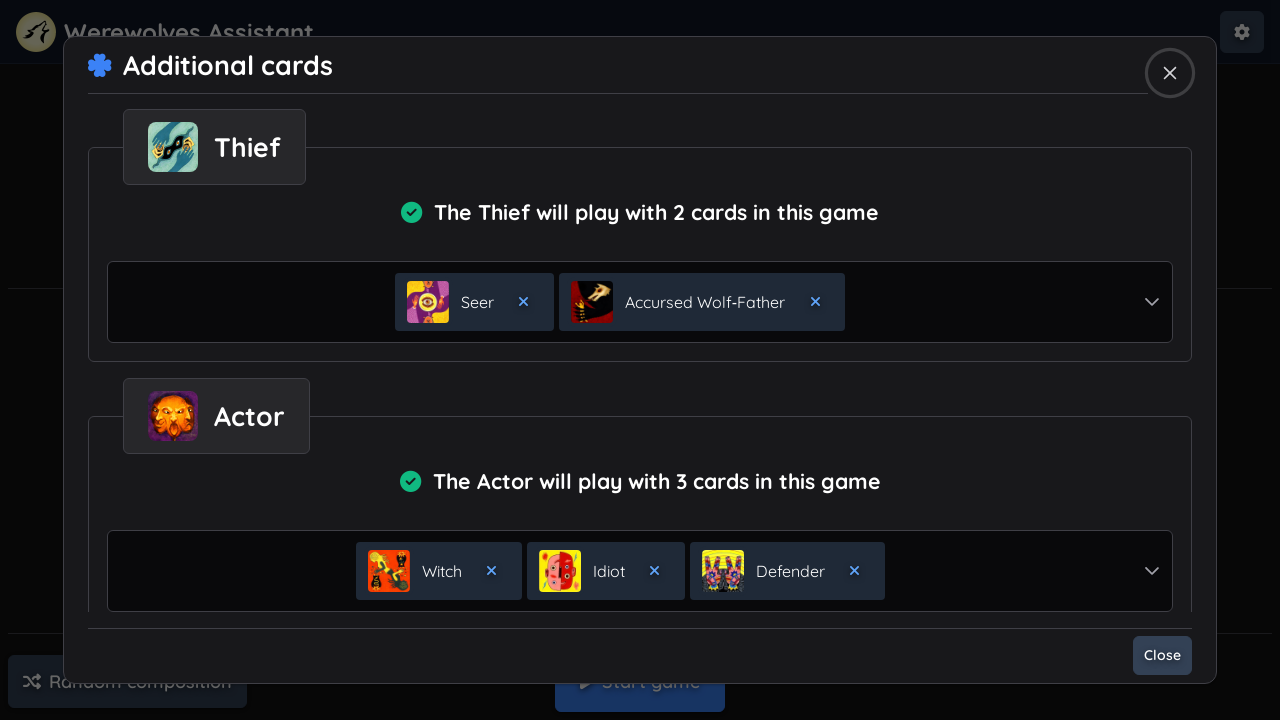 Werewolves Assistant
Additional cards
Thief
The Thief will play with 2 cards in this game
Seer
Accursed Wolf-Father
Actor
The Actor will play with 3 cards in this game
Witch
Idiot
Defender
Close
Random composition
Start game